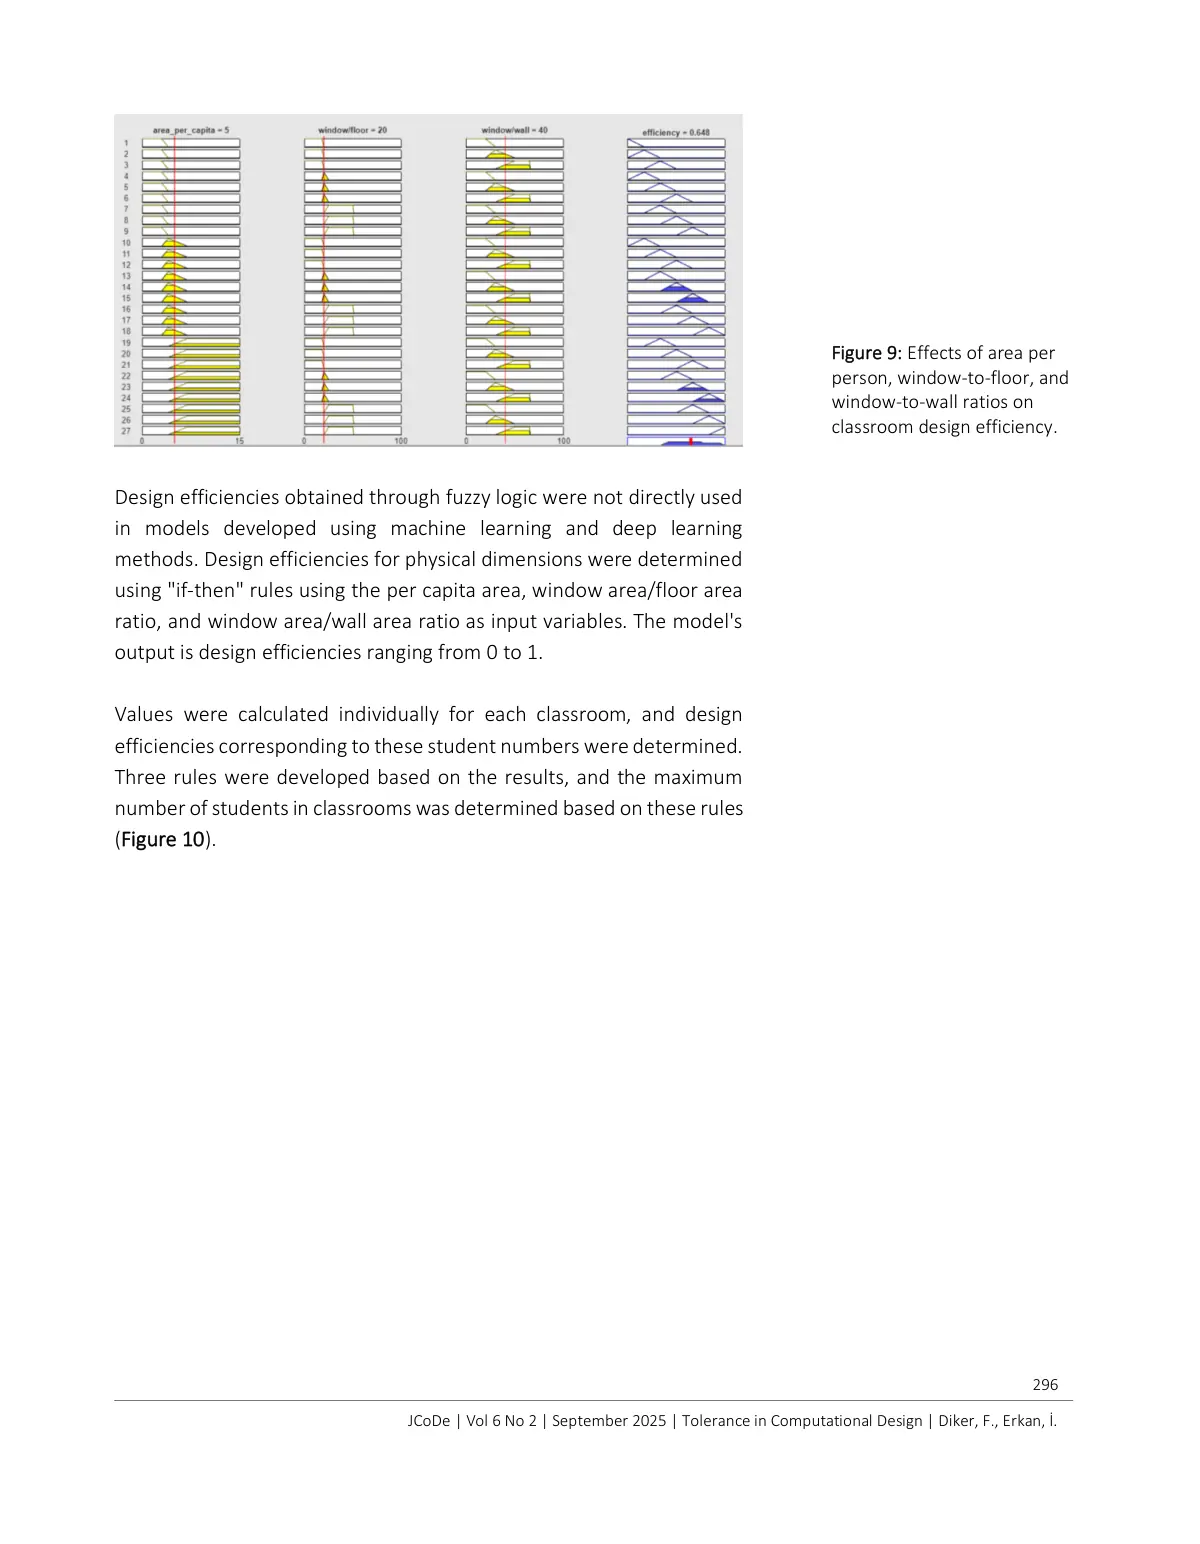 area_per_capita = 5 window/floor = 20 window/wall = 40 efficiency = 0.648
1
2
3
4
5
6
7
8
9
10
11
12
13
14
15
16
17
18
19
20
21
22
23
24
25
26
27
0 15 0 100 0 100
Figure 9: Effects of area per
person, window-to-floor, and
window-to-wall ratios on
classroom design efficiency.
Design efficiencies obtained through fuzzy logic were not directly used
in models developed using machine learning and deep learning
methods. Design efficiencies for physical dimensions were determined
using "if-then" rules using the per capita area, window area/floor area
ratio, and window area/wall area ratio as input variables. The model's
output is design efficiencies ranging from 0 to 1.
Values were calculated individually for each classroom, and design
efficiencies corresponding to these student numbers were determined.
Three rules were developed based on the results, and the maximum
number of students in classrooms was determined based on these rules
(Figure 10).
296
JCoDe | Vol 6 No 2 | September 2025 | Tolerance in Computational Design | Diker, F., Erkan, İ.